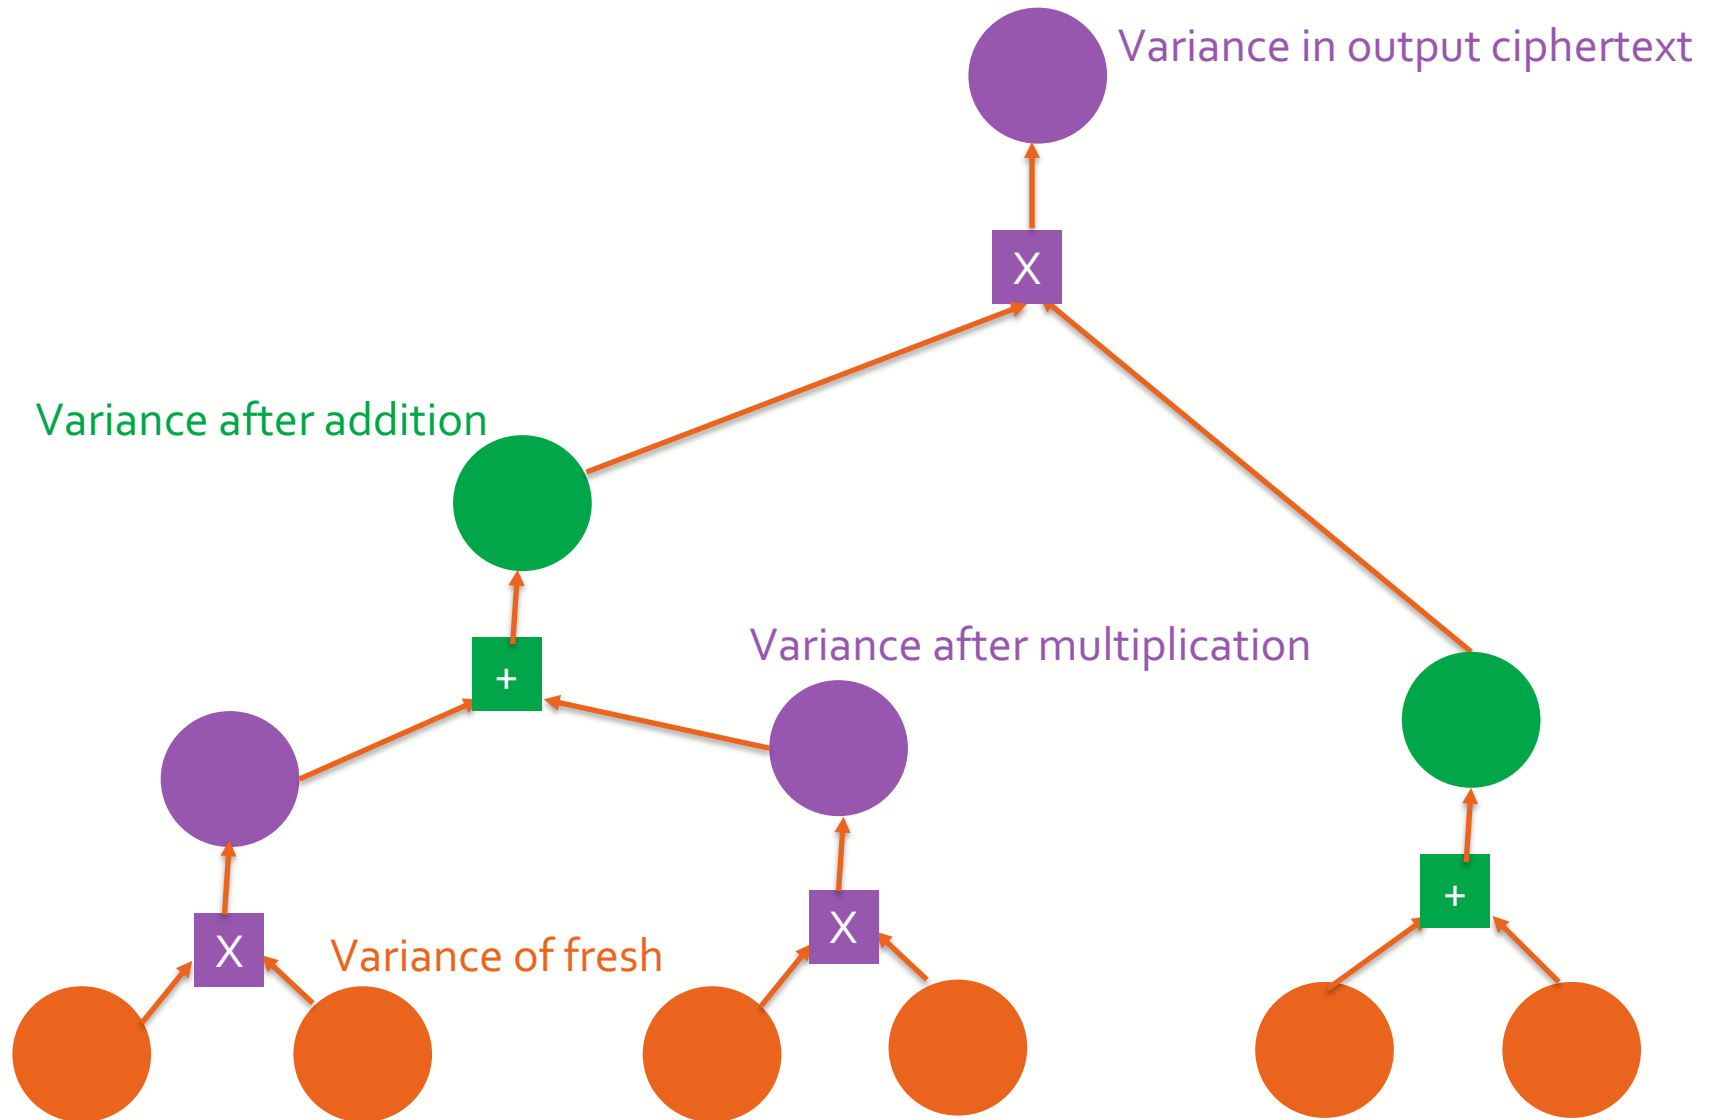 Variance in output ciphertext
X
Variance after addition
Variance after multiplication
+
+
X
X
Variance of fresh